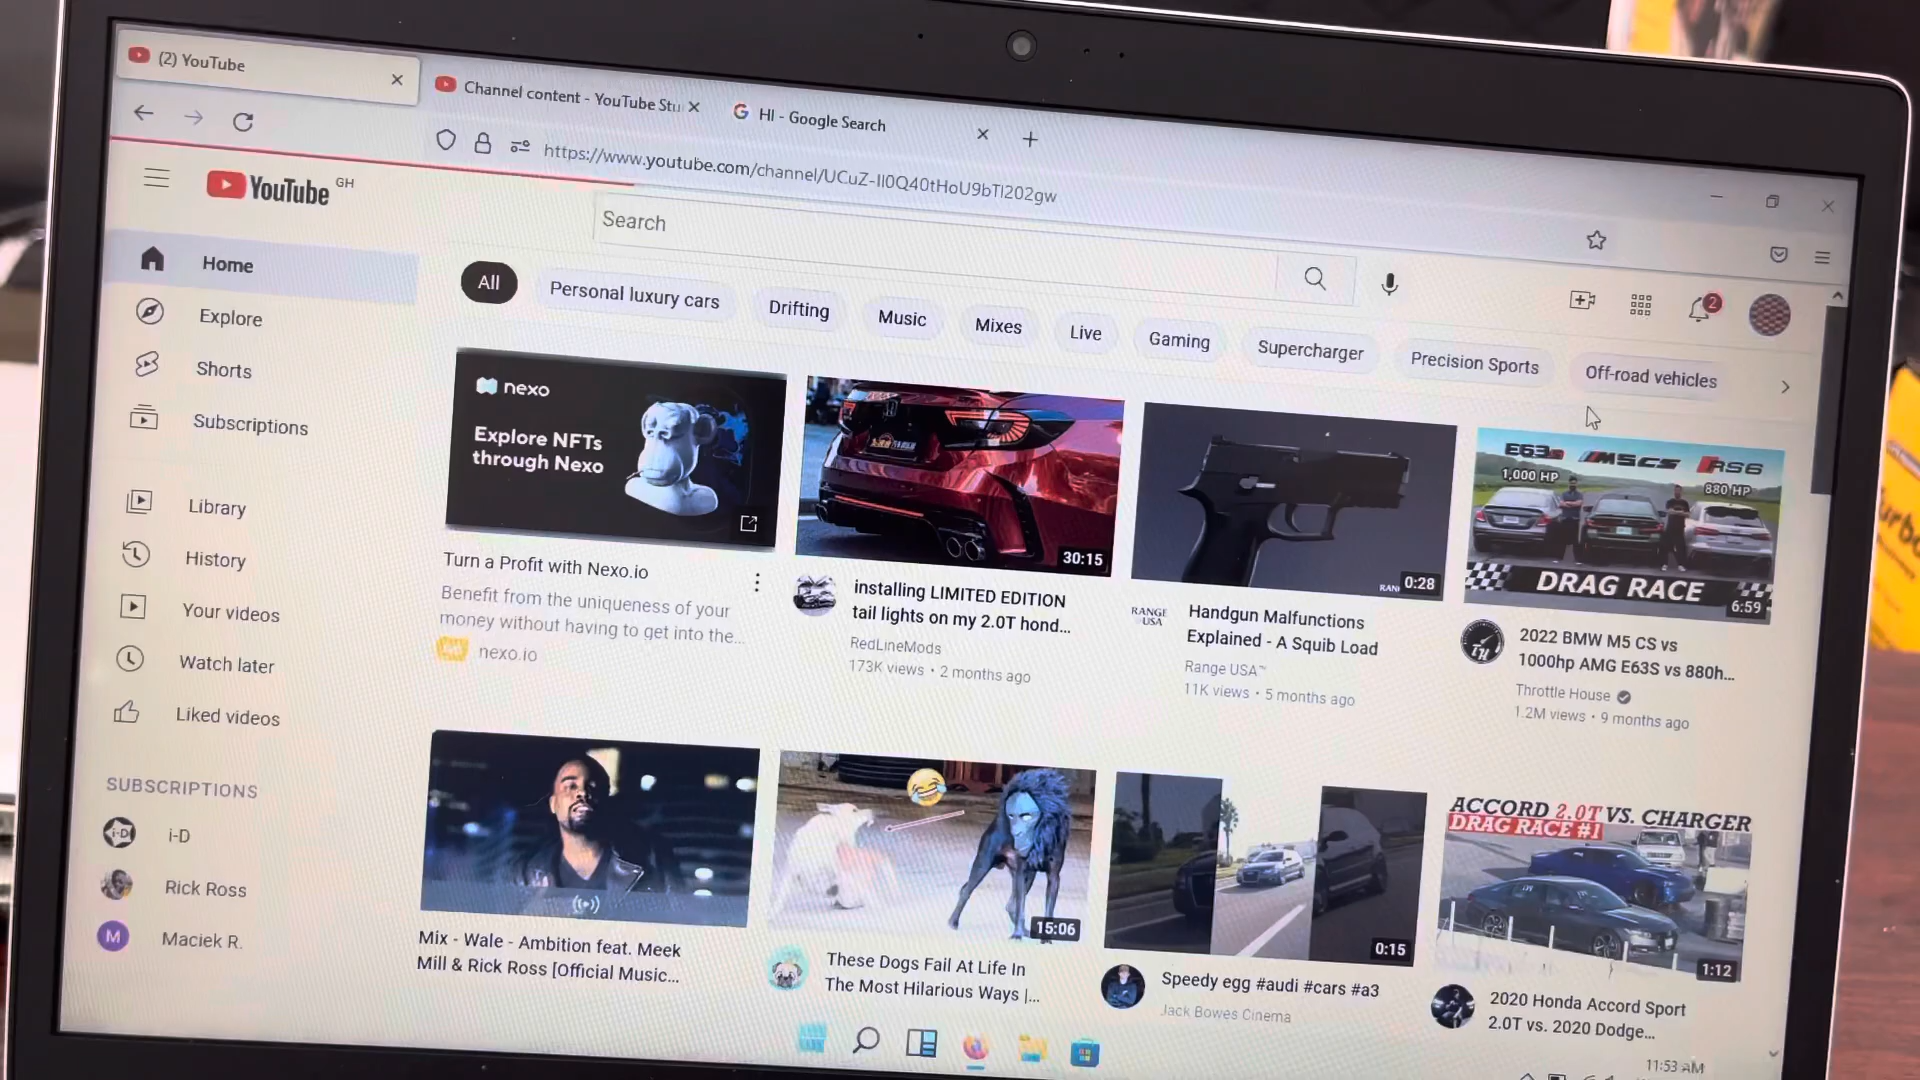 (2) YouTube
Channel content - YouTube Stu
HI - Google Search
https://www.youtube.com/channel/UCuZ-Il0Q40tHoU9bTl202gw
YouTube GH
Search
2
Home
Explore
Shorts
Subscriptions
Library
History
Your videos
Watch later
Liked videos
SUBSCRIPTIONS
i-D
i-D
Rick Ross
M
Maciek R.
All
Personal luxury cars
Drifting
Music
Mixes
Live
Gaming
Supercharger
Precision Sports
Off-road vehicles
nexo
Explore NFTs
through Nexo
Turn a Profit with Nexo.io
Benefit from the uniqueness of your
money without having to get into the...
nexo.io
30:15
installing LIMITED EDITION
tail lights on my 2.0T hond...
RedLineMods
173K views • 2 months ago
RAN
0:28
RANGE
USA
Handgun Malfunctions
Explained - A Squib Load
Range USA™
11K views • 5 months ago
E63s M5CS RS6
1,000 HP
880 HP
DRAG RACE
6:59
TH
2022 BMW M5 CS vs
1000hp AMG E63S vs 880h...
Throttle House
1.2M views • 9 months ago
Mix - Wale - Ambition feat. Meek
Mill & Rick Ross [Official Music...
15:06
These Dogs Fail At Life In
The Most Hilarious Ways |...
0:15
Speedy egg #audi #cars #a3
Jack Bowes Cinema
ACCORD 2.0T VS. CHARGER
DRAG RACE #1
1:12
2020 Honda Accord Sport
2.0T vs. 2020 Dodge...
11:53 AM